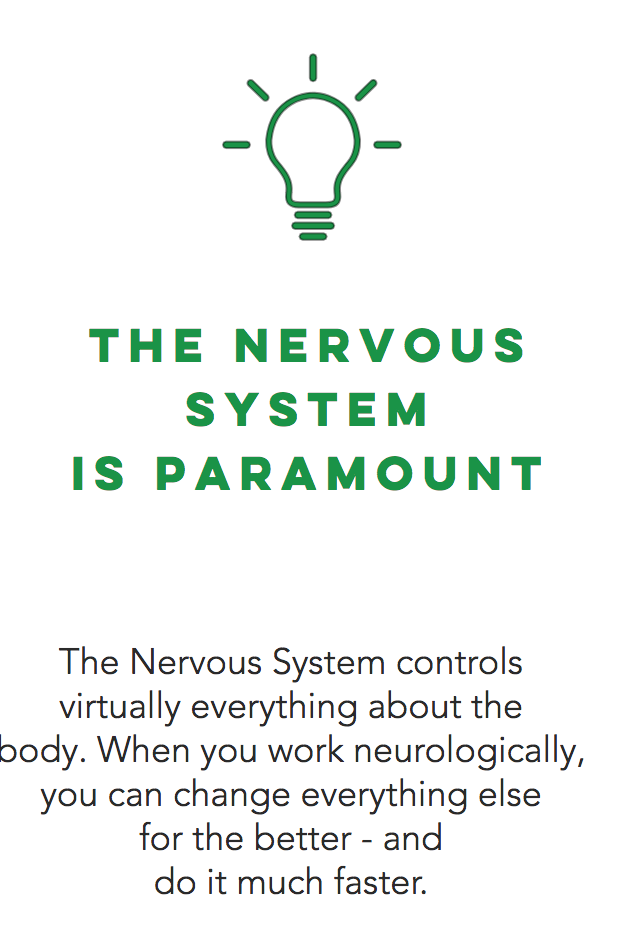 THE NERVOUS
SYSTEM
IS PARAMOUNT
The Nervous System controls
virtually everything about the
body. When you work neurologically,
you can change everything else
for the better - and
do it much faster.